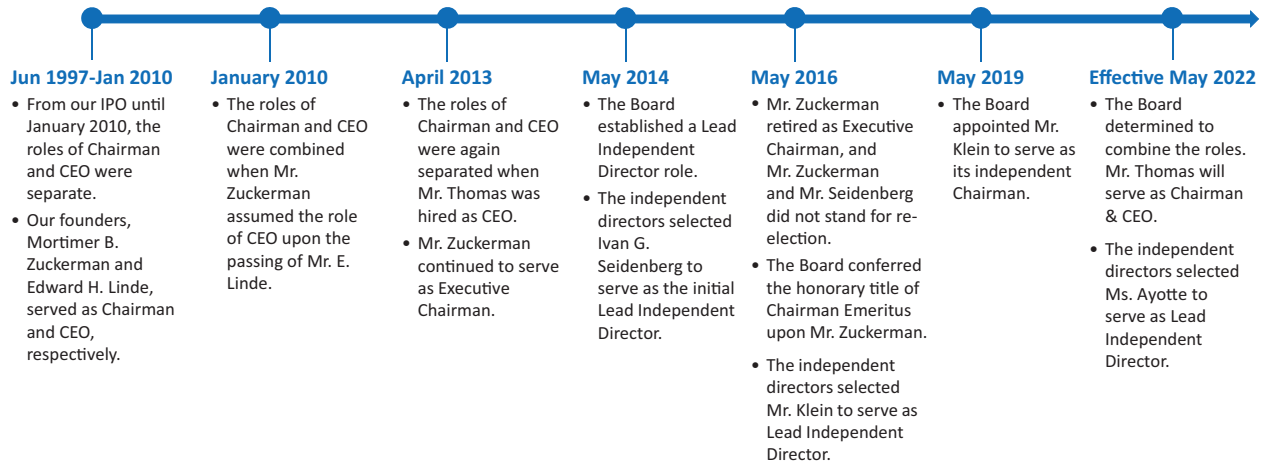 Jun 1997-Jan 2010
• From our IPO until
January 2010, the
roles of Chairman
and CEO were
separate.
• Our founders,
Mortimer B.
Zuckerman and
Edward H. Linde,
served as Chairman
and CEO,
respectively.
January 2010
• The roles of
Chairman and CEO
were combined
when Mr.
Zuckerman
assumed the role
of CEO upon the
passing of Mr. E.
Linde.
April 2013
• The roles of
Chairman and CEO
were again
separated when
Mr. Thomas was
hired as CEO.
• Mr. Zuckerman
continued to serve
as Executive
Chairman.
May 2014
• The Board
established a Lead
Independent
Director role.
• The independent
directors selected
Ivan G.
Seidenberg to
serve as the initial
Lead Independent
Director.
May 2016
• Mr. Zuckerman
retired as Executive
Chairman, and
Mr. Zuckerman
and Mr. Seidenberg
did not stand for re-
election.
• The Board conferred
the honorary title of
Chairman Emeritus
upon Mr. Zuckerman.
• The independent
directors selected
Mr. Klein to serve as
Lead Independent
Director.
May 2019
• The Board
appointed Mr.
Klein to serve as
its independent
Chairman.
Effective May 2022
• The Board
determined to
combine the roles.
Mr. Thomas will
serve as Chairman
& CEO.
• The independent
directors selected
Ms. Ayotte to
serve as Lead
Independent
Director.